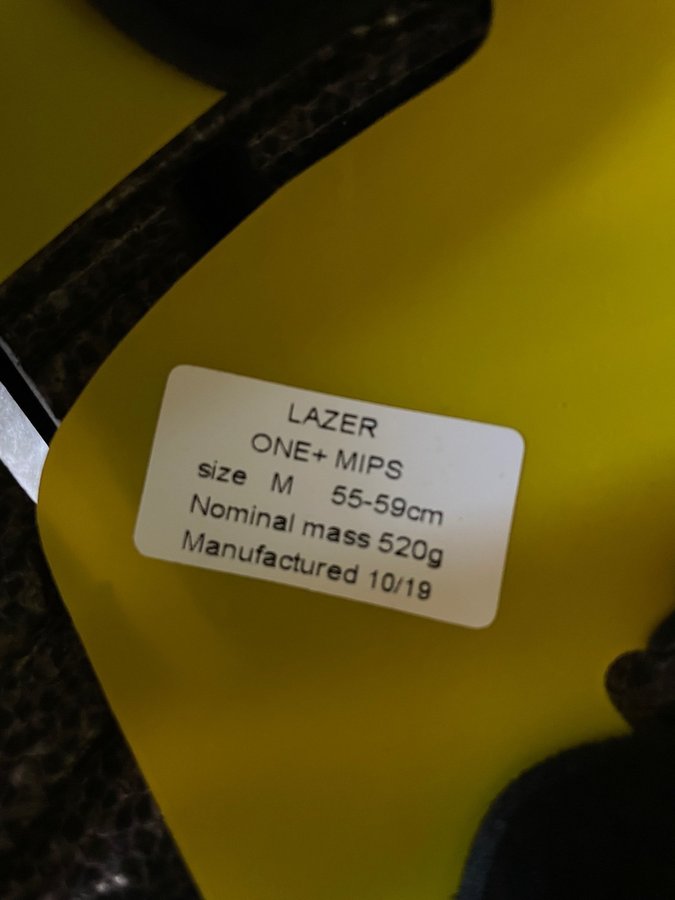 LAZER
ONE+ MIPS
size M 55-59cm
Nominal mass 520g
Manufactured 10/19